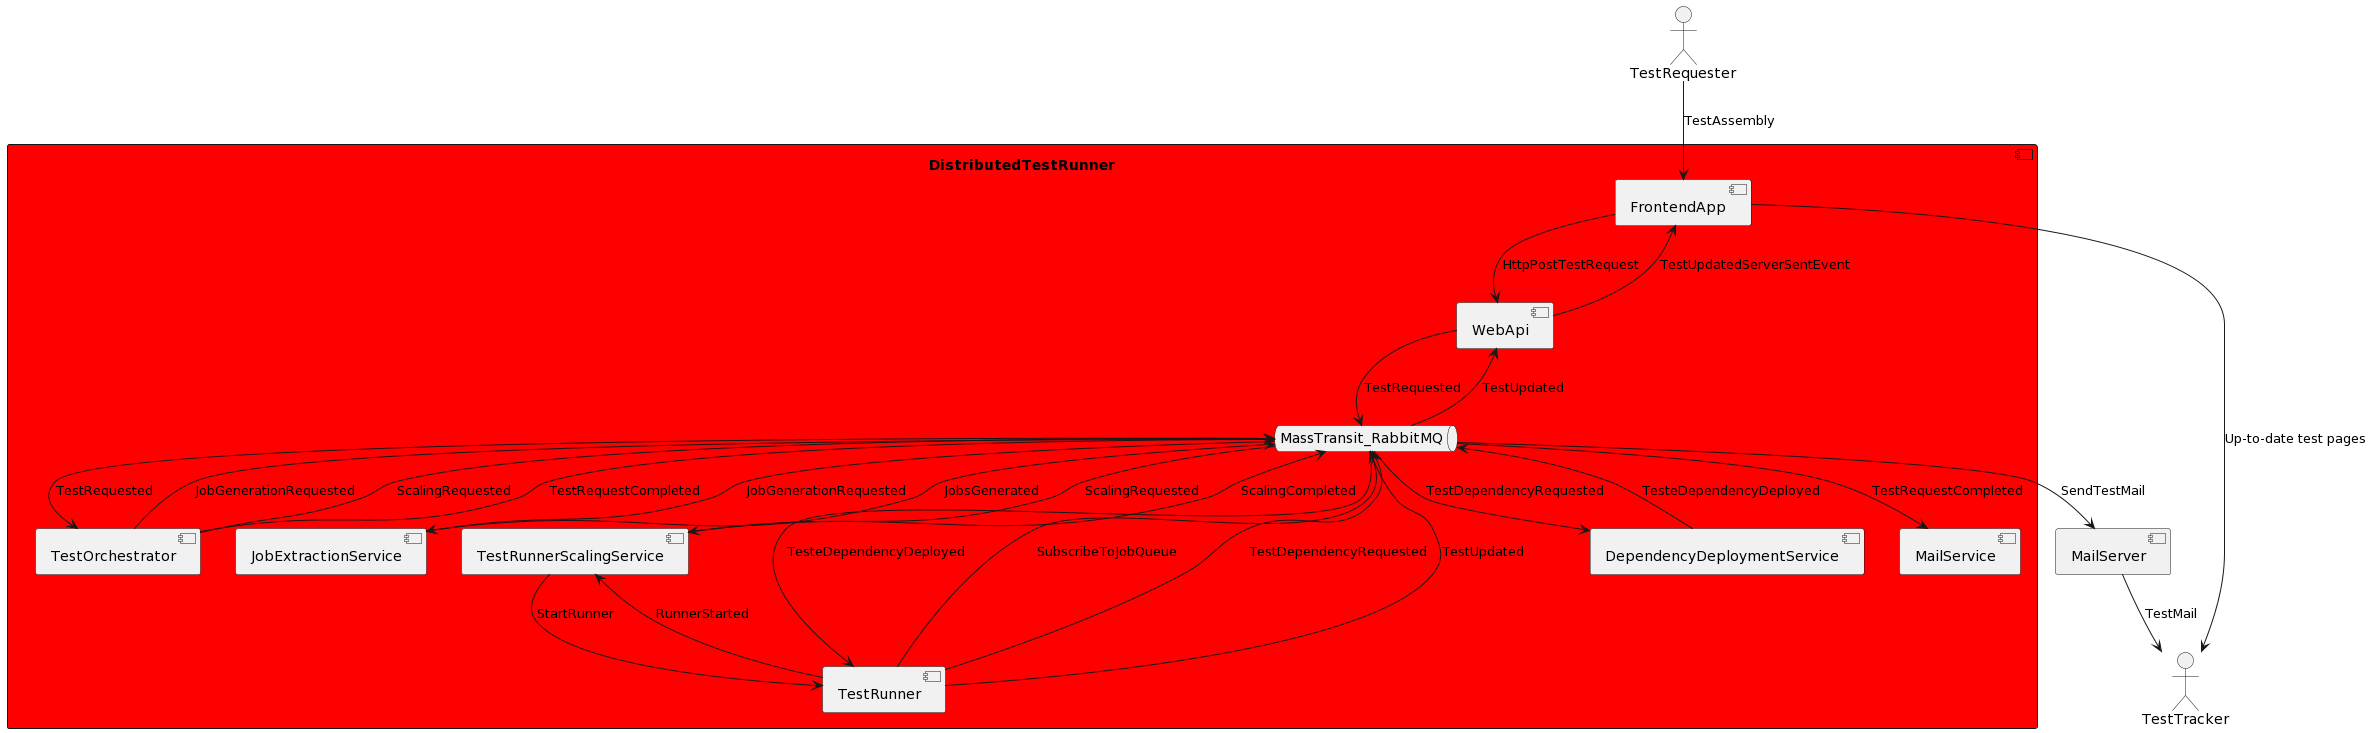 TestRequester
TestAssembly
DistributedTestRunner
FrontendApp
HttpPostTestRequest
TestUpdatedServerSentEvent
WebApi
TestRequested
TestUpdated
MassTransit_RabbitMQ
Up-to-date test pages
TestRequested
JobGenerationRequested
ScalingRequested
TestRequestCompleted
JobGenerationRequested
JobsGenerated
ScalingRequested
ScalingCompleted
TestDependencyRequested
TesteDependencyDeployed
TestRequestCompleted
SendTestMail
TestOrchestrator
JobExtractionService
TestRunnerScalingService
TesteDependencyDeployed
SubscribeToJobQueue
TestDependencyRequested
TestUpdated
DependencyDeploymentService
MailService
MailServer
StartRunner
RunnerStarted
TestMail
TestRunner
TestTracker